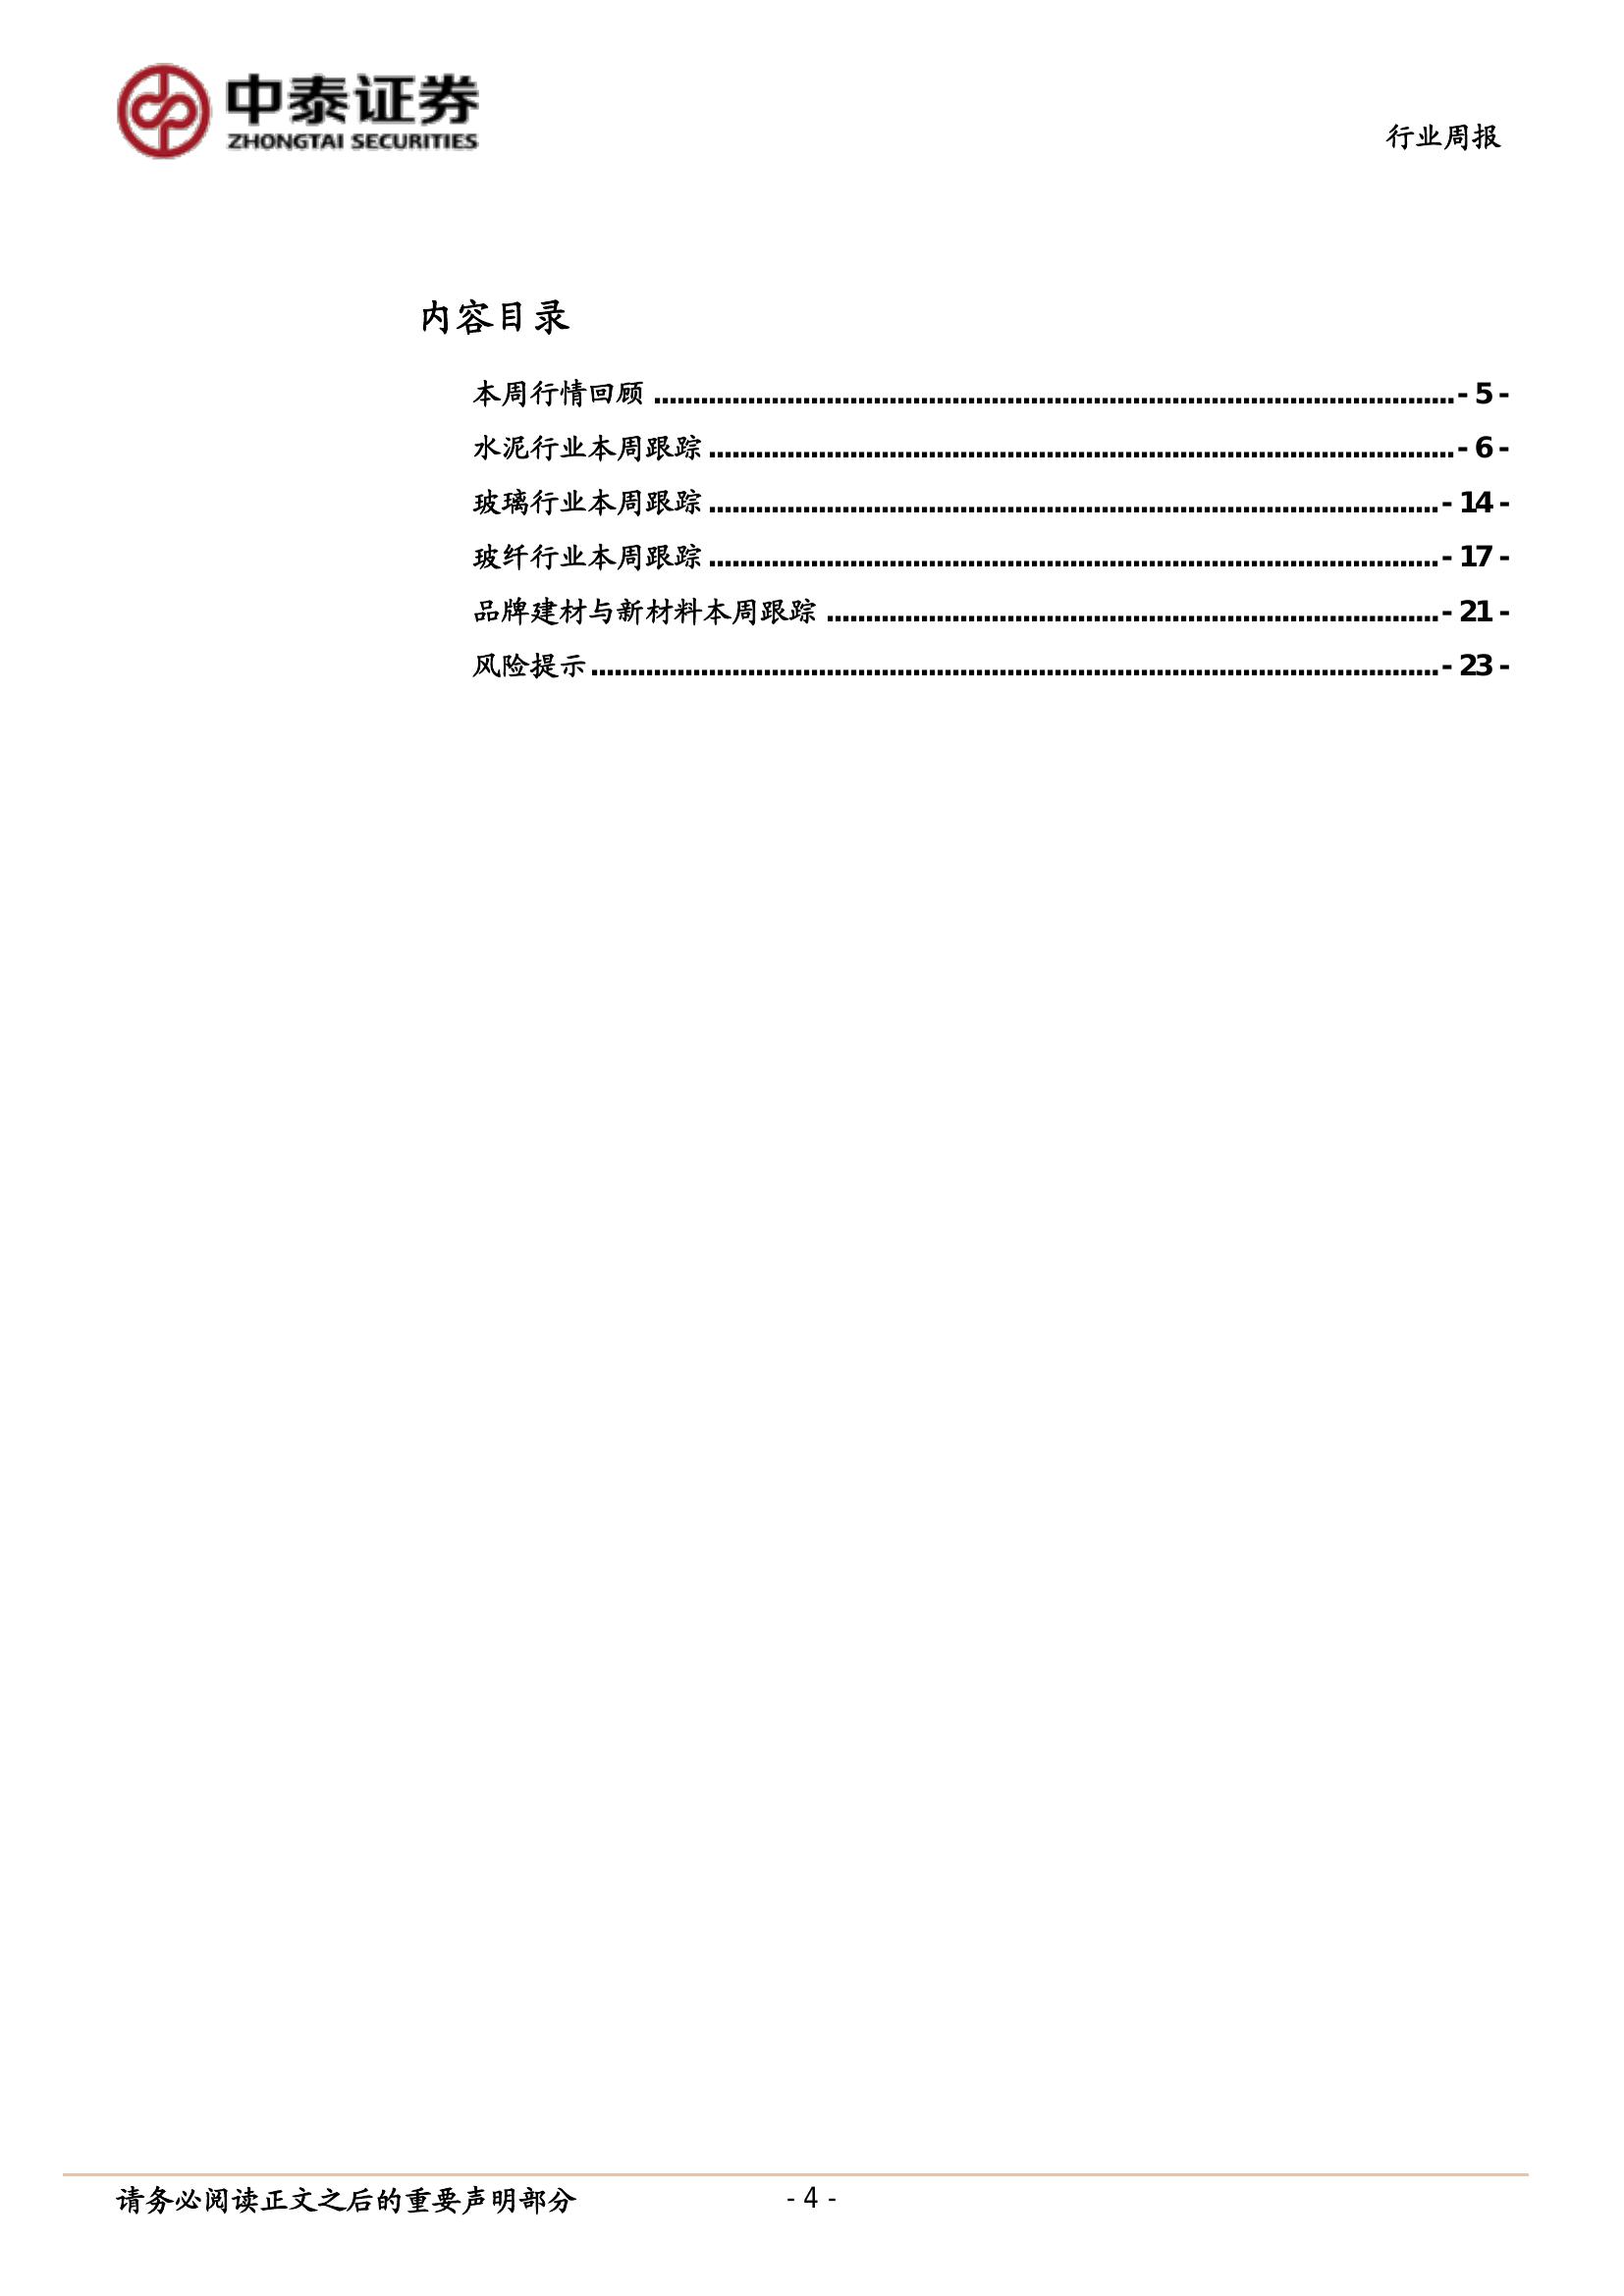 中泰证券
ZHONGTAI SECURITIES
行业周报
内容目录
本周行情回顾 ........................................................................................................ - 5 -
水泥行业本周跟踪 ................................................................................................ - 6 -
玻璃行业本周跟踪 .............................................................................................. - 14 -
玻纤行业本周跟踪 .............................................................................................. - 17 -
品牌建材与新材料本周跟踪 ............................................................................... - 21 -
风险提示 ............................................................................................................. - 23 -
请务必阅读正文之后的重要声明部分 - 4 -